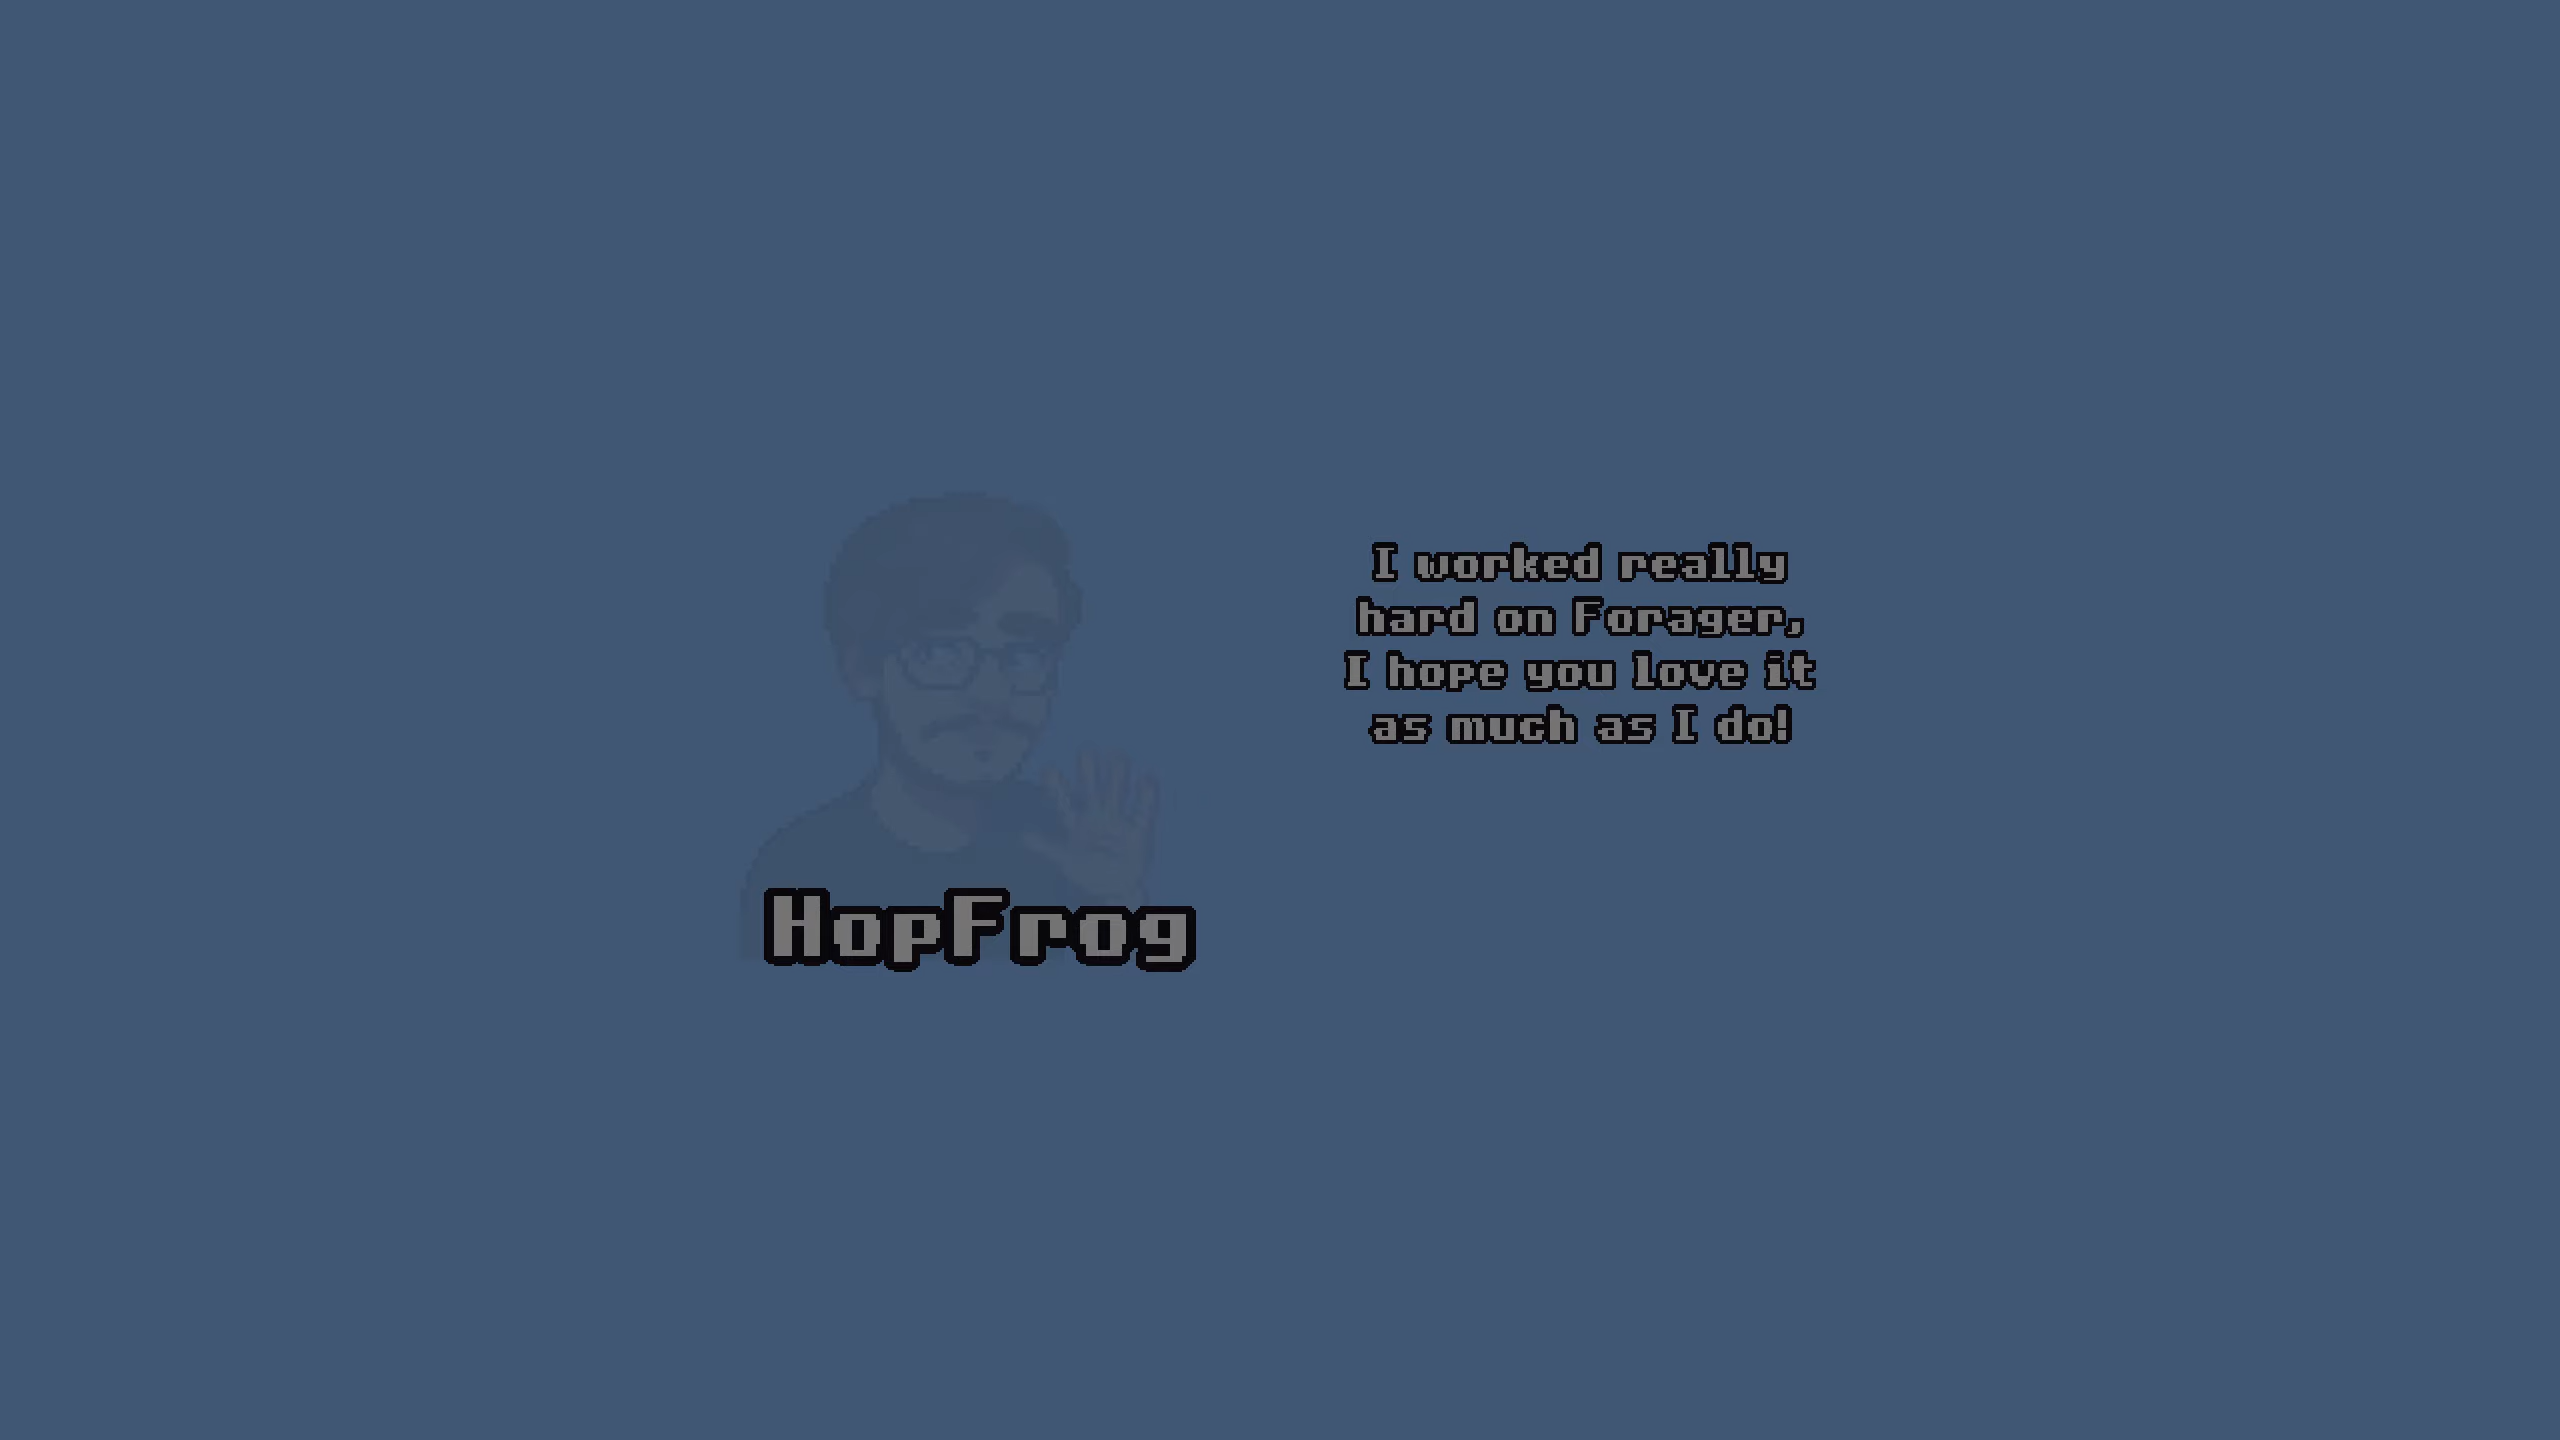 I worked really
hard on Forager,
I hope you love it
as much as I do!
HopFrog